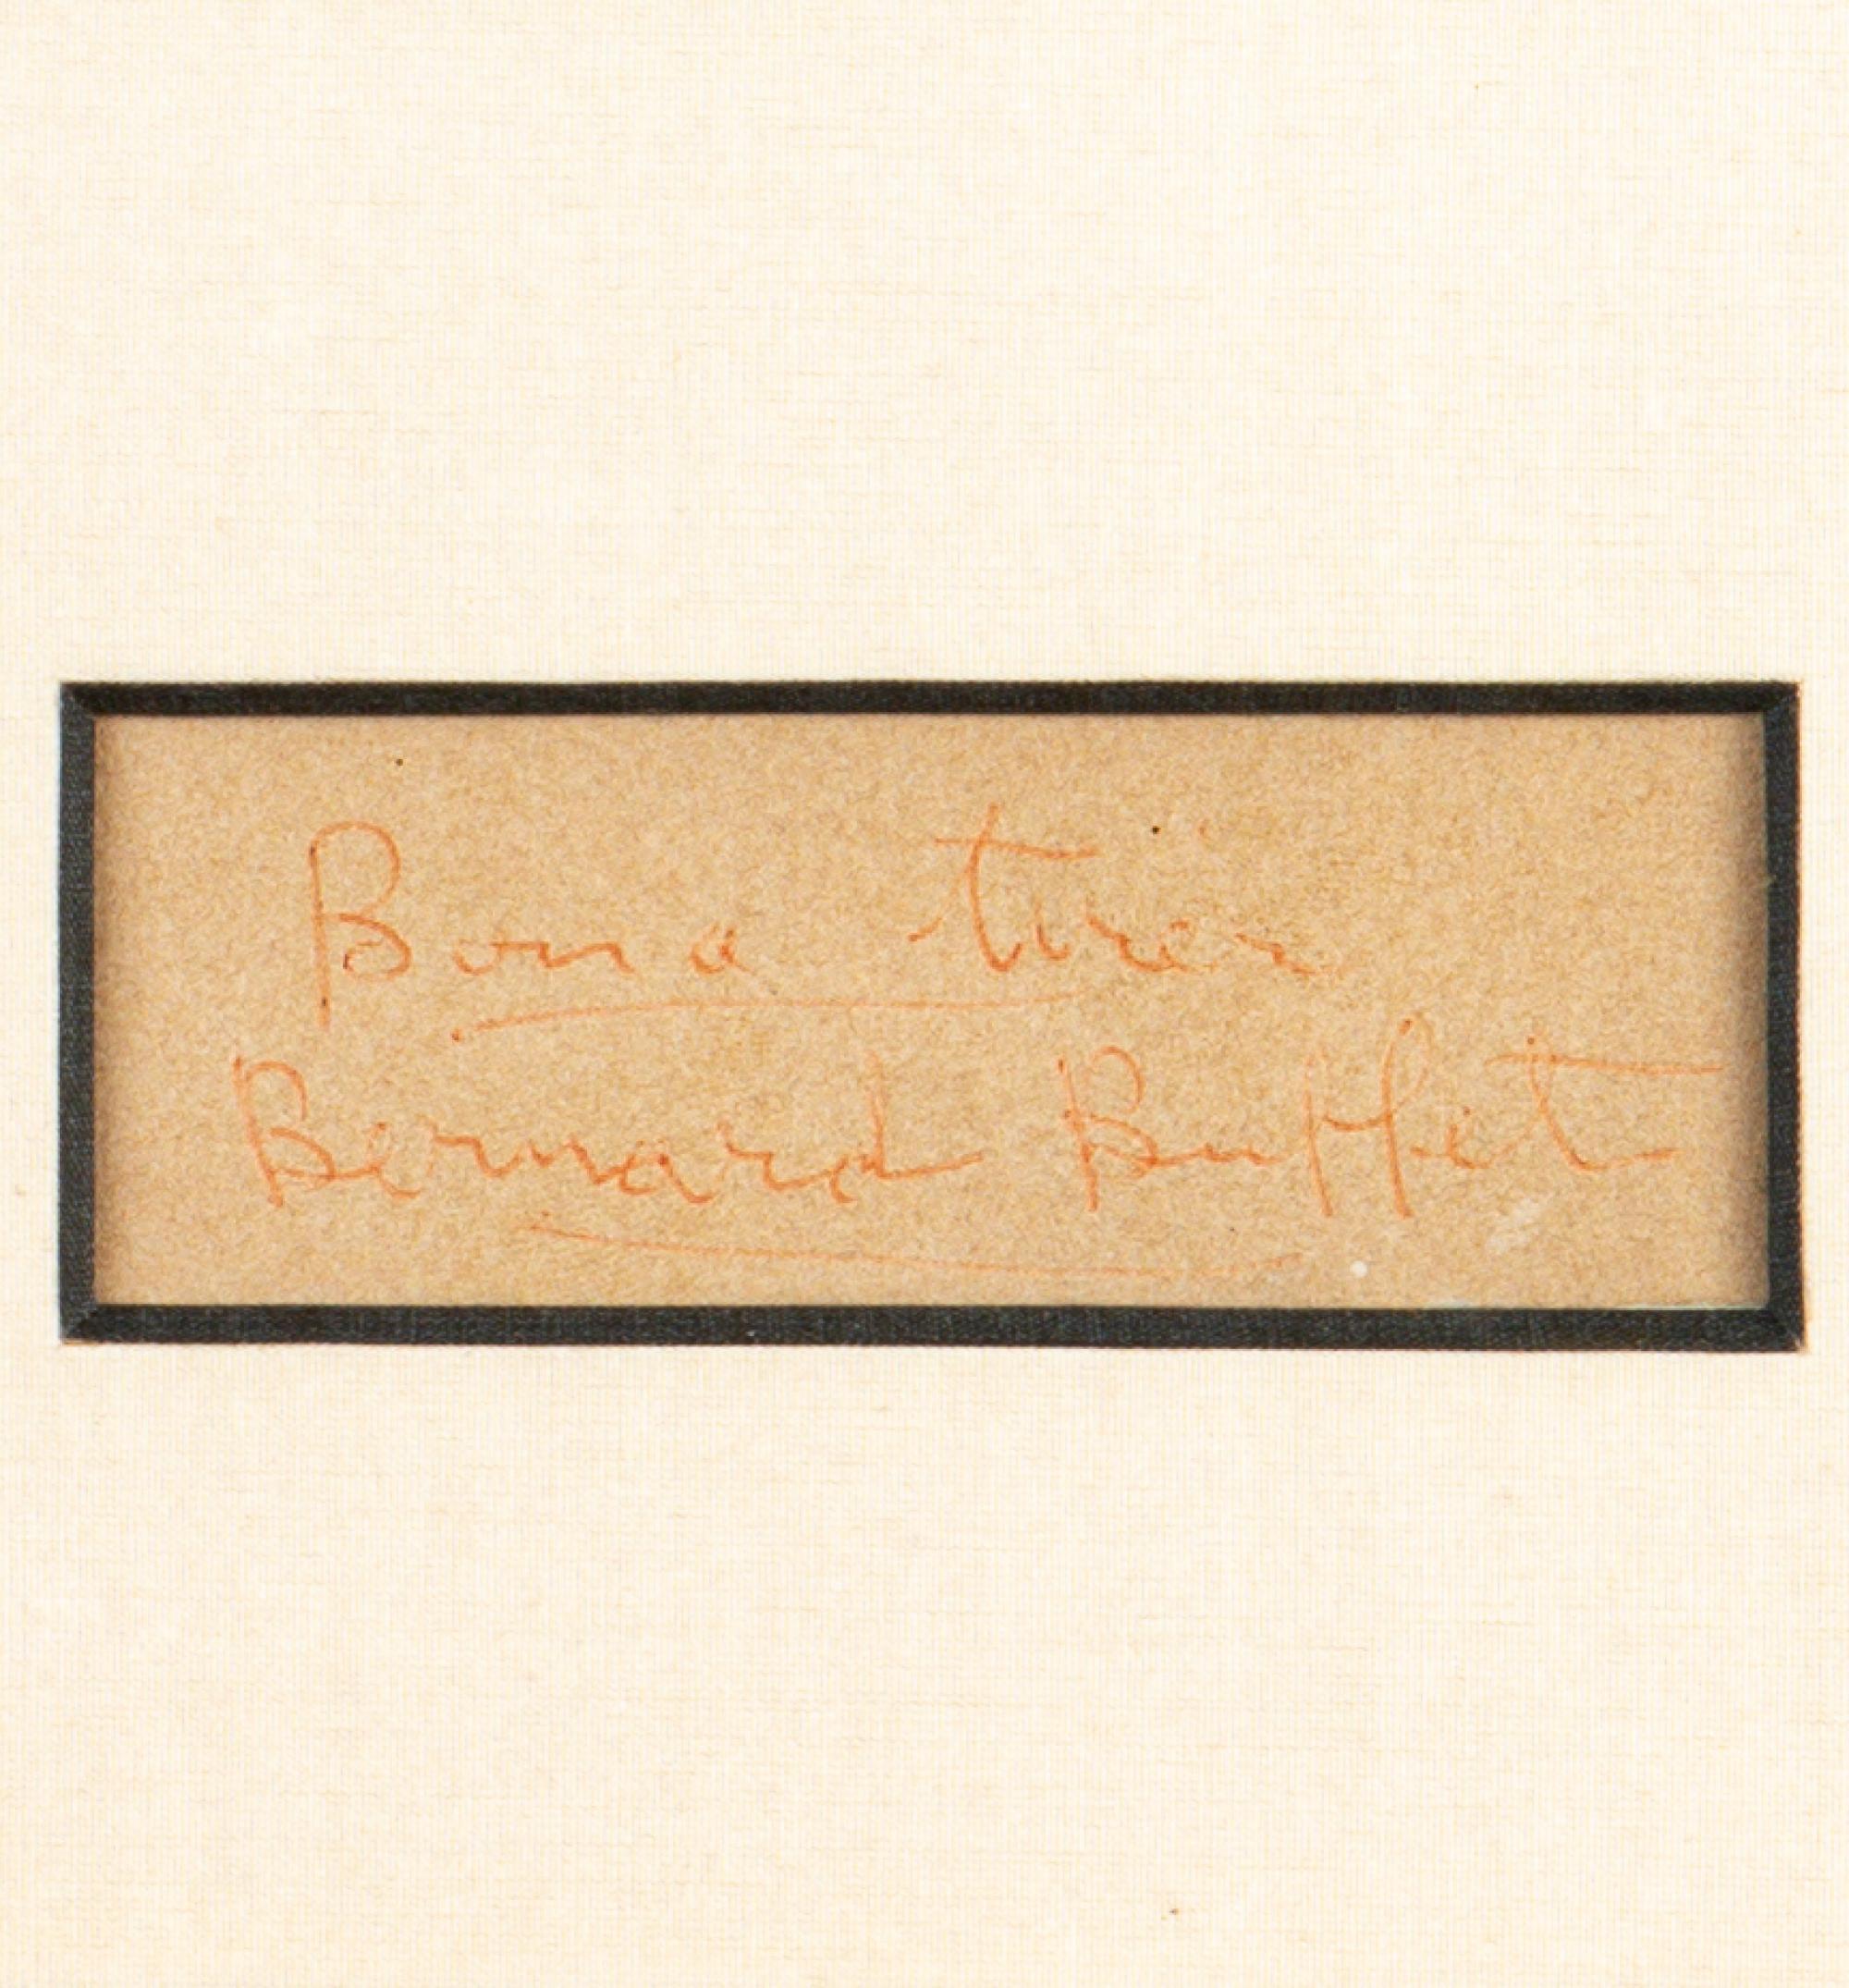 Bon a tirer
Bernard Buffet